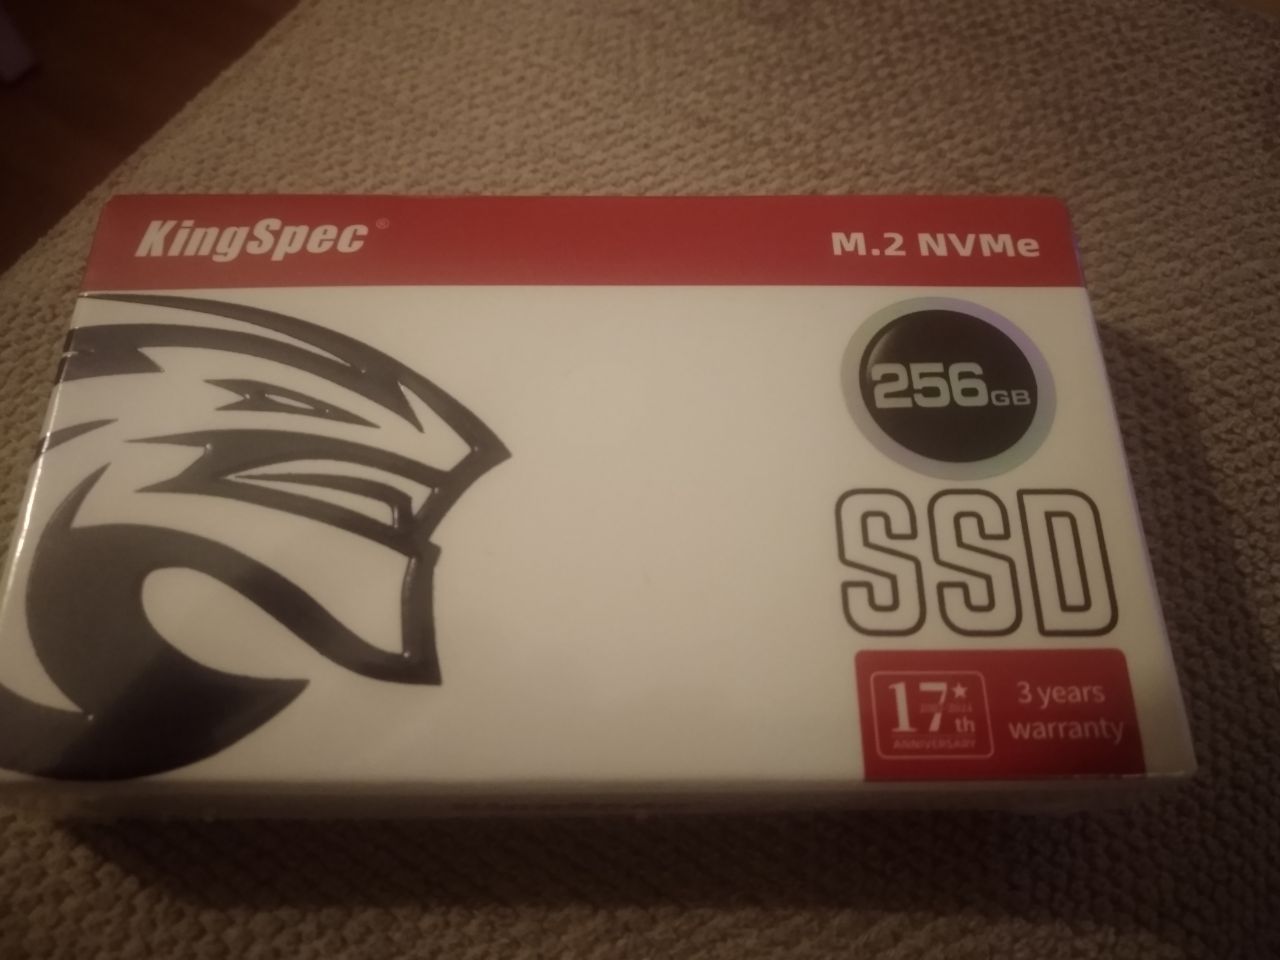 KingSpec®
M.2 NVMe
256GB
SSD
17th
ANNIVERSARY
3 years
warranty